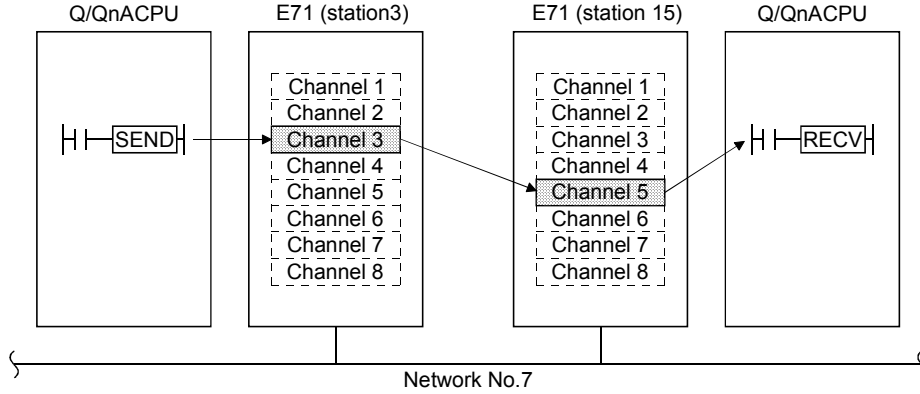 Q/QnACPU
E71 (station3)
E71 (station 15)
Q/QnACPU
SEND
Channel 1
Channel 2
Channel 3
Channel 4
Channel 5
Channel 6
Channel 7
Channel 8
Channel 1
Channel 2
Channel 3
Channel 4
Channel 5
Channel 6
Channel 7
Channel 8
RECV
Network No.7